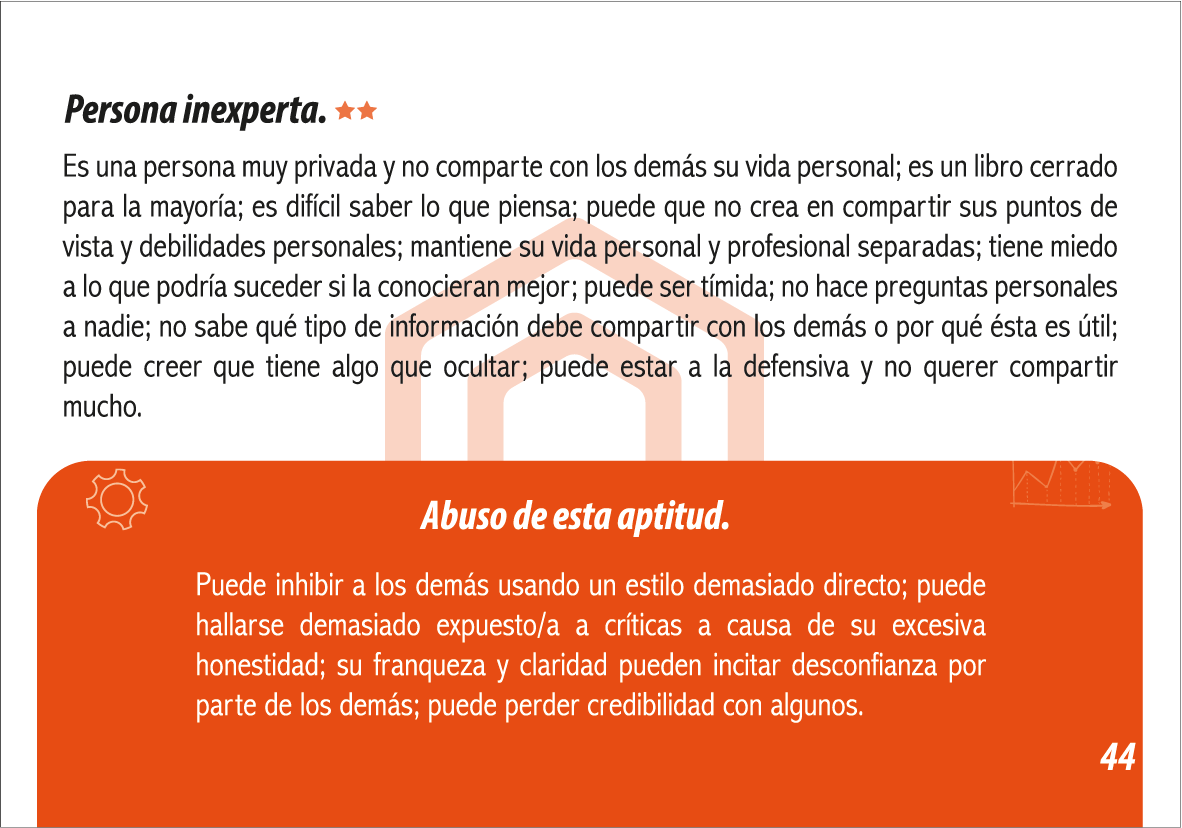 Persona inexperta.
Es una persona muy privada y no comparte con los demás su vida personal; es un libro cerrado
para la mayoría; es difícil saber lo que piensa; puede que no crea en compartir sus puntos de
vista y debilidades personales; mantiene su vida personal y profesional separadas; tiene miedo
a lo que podría suceder si la conocieran mejor; puede ser tímida; no hace preguntas personales
a nadie; no sabe qué tipo de información debe compartir con los demás o por qué ésta es útil;
puede creer que tiene algo que ocultar; puede estar a la defensiva y no querer compartir
mucho.
Abuso de esta aptitud.
Puede inhibir a los demás usando un estilo demasiado directo; puede
hallarse demasiado expuesto/a a críticas a causa de su excesiva
honestidad; su franqueza y claridad pueden incitar desconfianza por
parte de los demás; puede perder credibilidad con algunos.
44